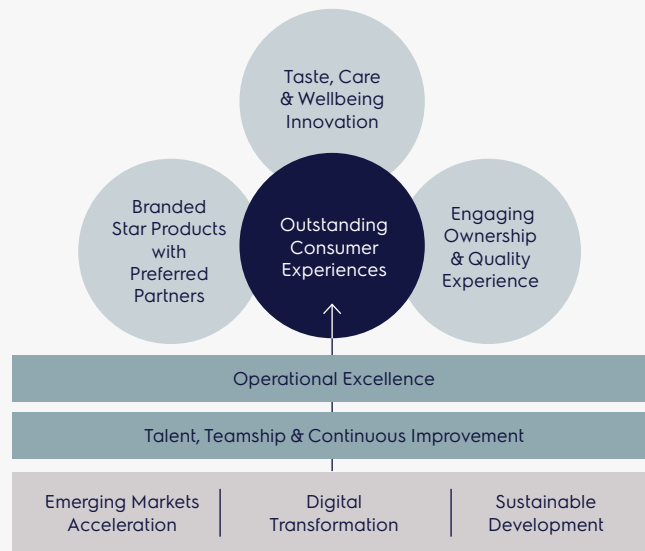 Taste, Care
& Wellbeing
Innovation
Branded
Star Products
with
Preferred
Partners
Outstanding
Consumer
Experiences
Engaging
Ownership
& Quality
Experience
Operational Excellence
Talent, Teamship & Continuous Improvement
Emerging Markets
Acceleration
Digital
Transformation
Sustainable
Development